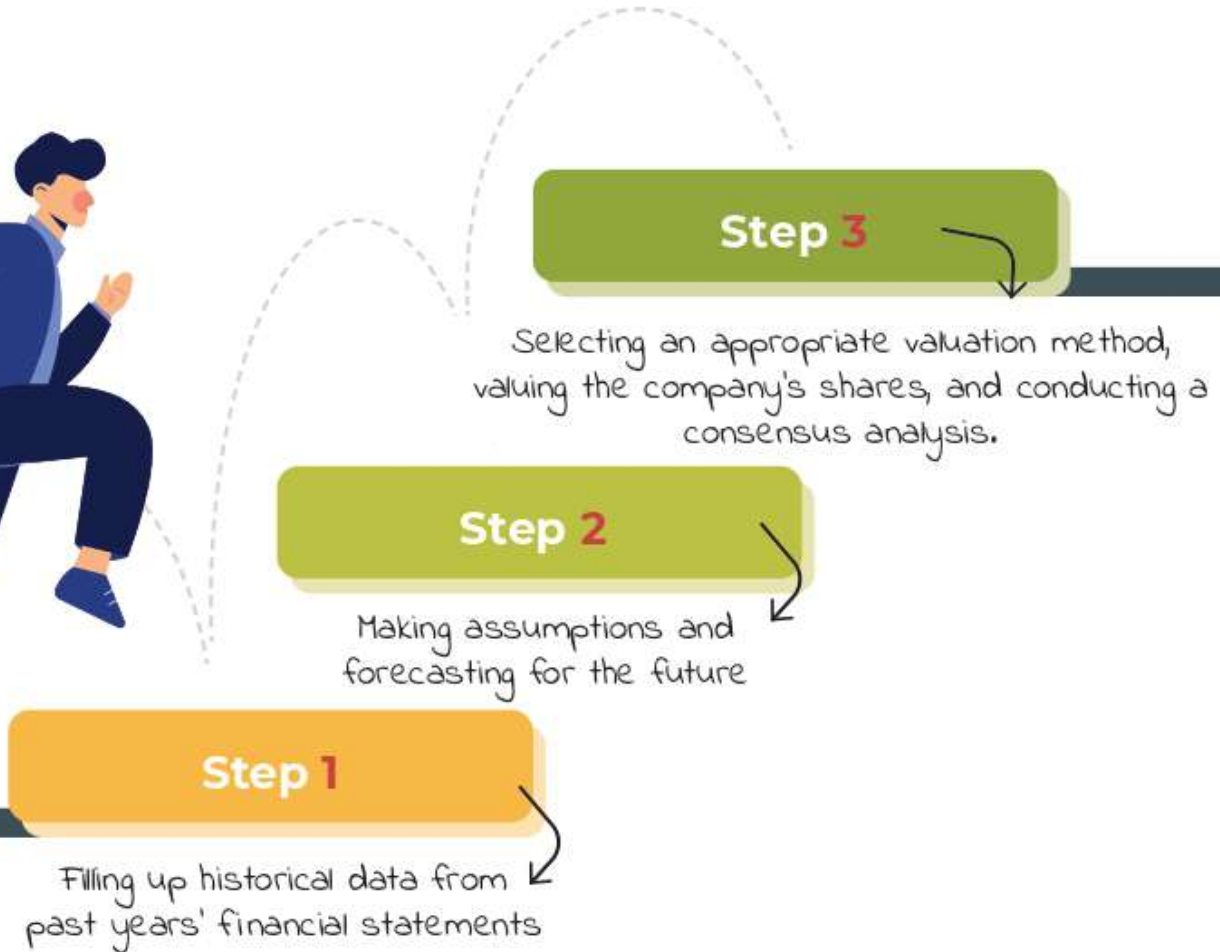 Step 3
Selecting an appropriate valuation method,
valuing the company's shares, and conducting a
consensus analysis.
Step 2
Making assumptions and
forecasting for the future
Step 1
Filling up historical data from
past years' financial statements